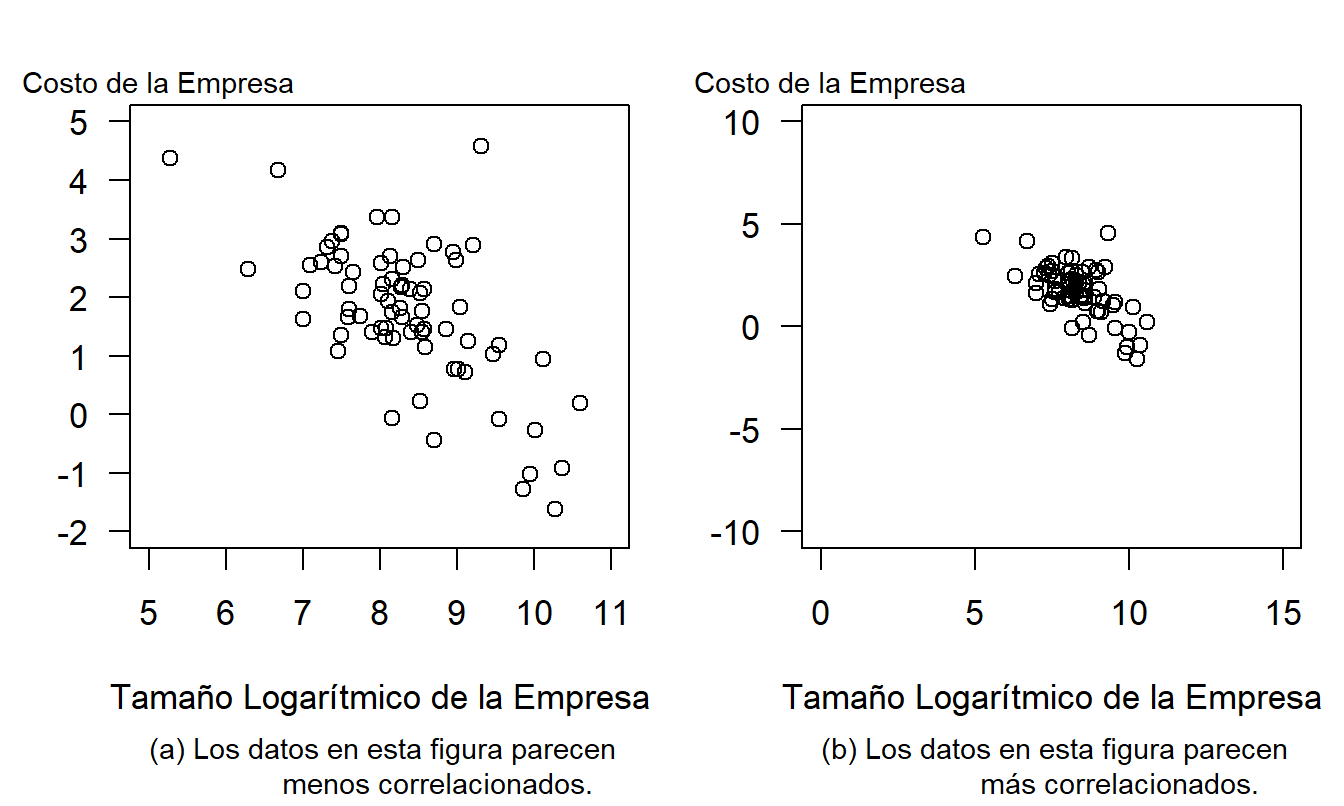 Costo de la Empresa
5
4
3
2
1
0
-1
-2
5 6 7 8 9 10 11
Tamaño Logarítmico de la Empresa
(a) Los datos en esta figura parecen
menos correlacionados.
Costo de la Empresa
10
5
0
-5
-10
0 5 10 15
Tamaño Logarítmico de la Empresa
(b) Los datos en esta figura parecen
más correlacionados.